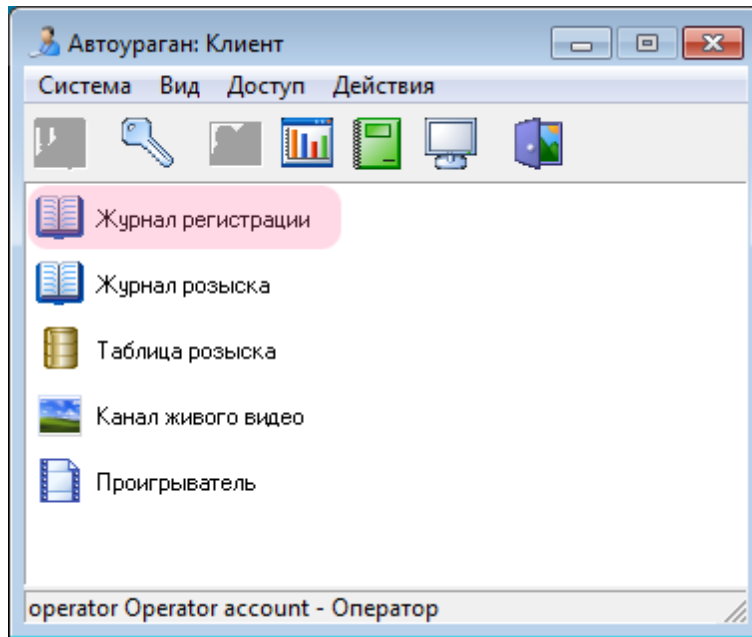 Автоураган: Клиент
Система Вид Доступ Действия
Журнал регистрации
Журнал розыска
Таблица розыска
Канал живого видео
Проигрыватель
operator Operator account - Оператор